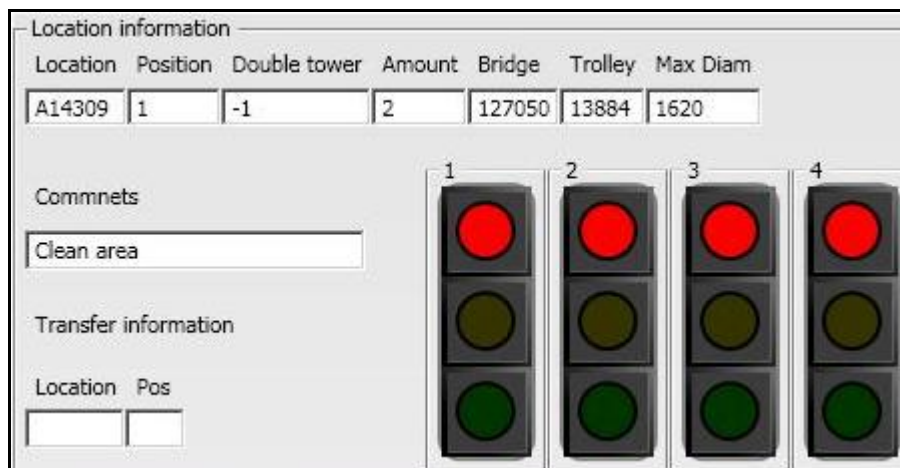 Location information
Location Position Double tower Amount Bridge Trolley Max Diam
A14309 1 -1 2 127050 13884 1620
1 2 3 4
Commnets
Clean area
Transfer information
Location Pos